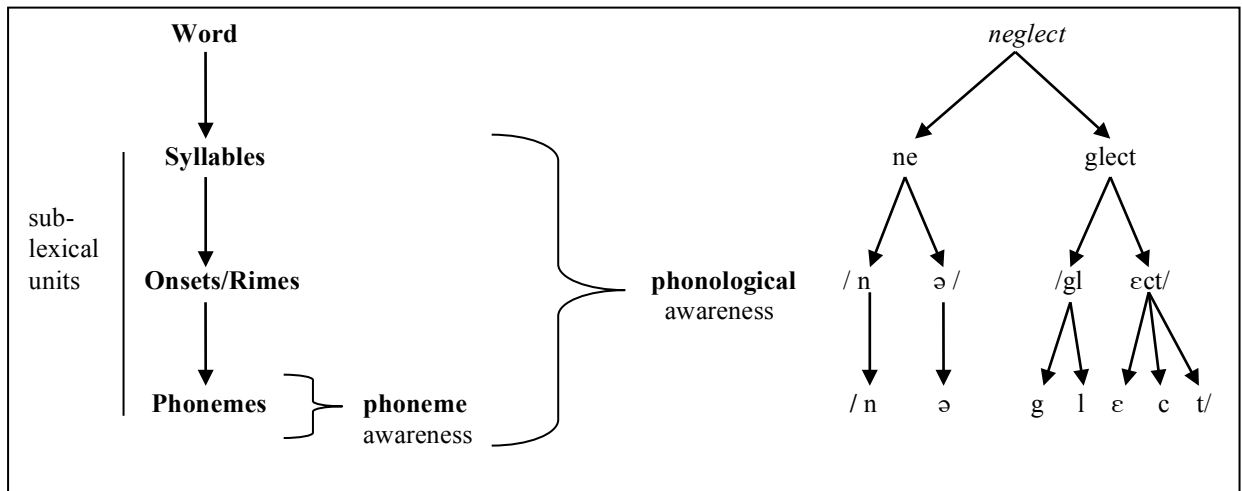 Word neglect
Syllables ne glect
sub-
lexical
units
Onsets/Rimes phonological / n ə / /gl ɛct/
awareness
Phonemes phoneme / n ə g l ɛ c t/
awareness